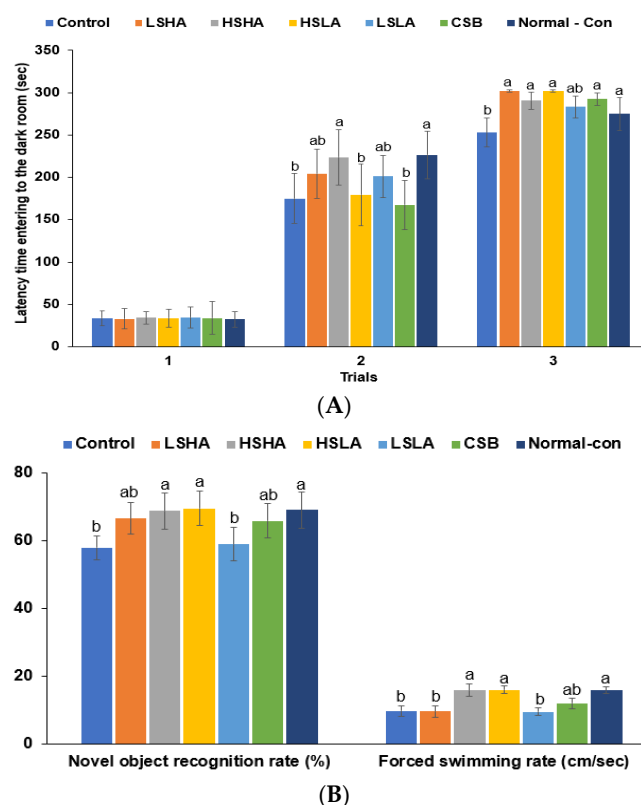 Control LSHA HSHA HSLA LSLA CSB Normal - Con
Latency time entering to the dark room (sec)
350
300
250
200
150
100
50
0
b ab a b ab b a
b a a a ab a a
1 2 3
Trials
(A)
Control LSHA HSHA HSLA LSLA CSB Normal-con
80
60
40
20
0
b ab a a b ab a
b b a a b ab a
Novel object recognition rate (%) Forced swimming rate (cm/sec)
(B)